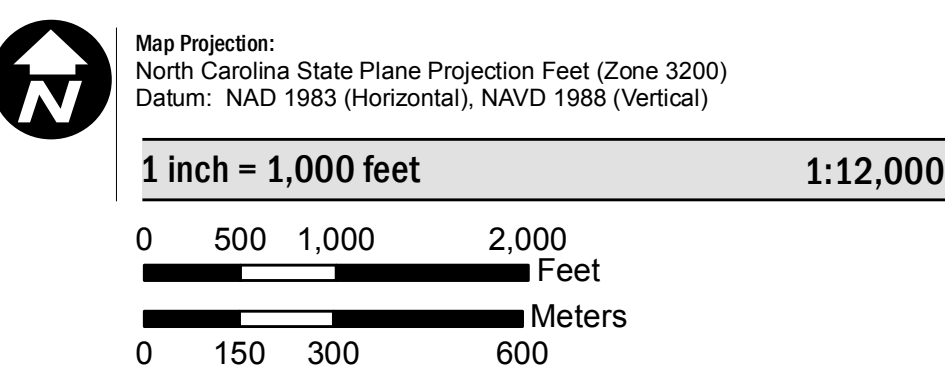 N
Map Projection:
North Carolina State Plane Projection Feet (Zone 3200)
Datum: NAD 1983 (Horizontal), NAVD 1988 (Vertical)
1 inch = 1,000 feet 1:12,000
0 500 1,000 2,000
Feet
Meters
0 150 300 600